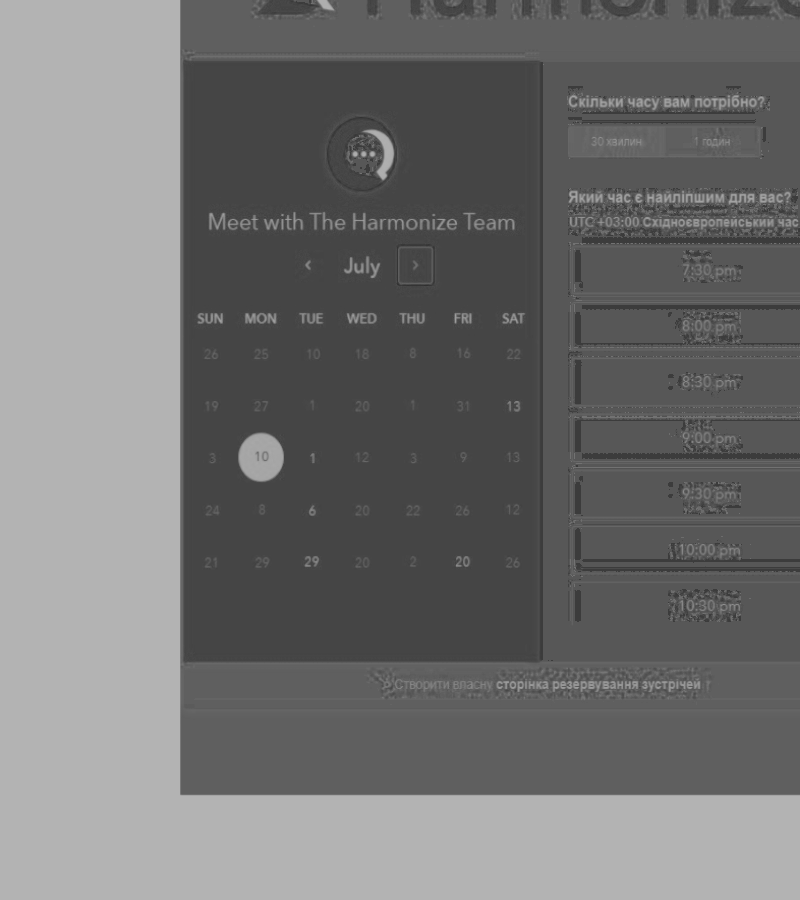 Harmonize
Скільки часу вам потрібно?
30 хвилин
1 годин
Meet with The Harmonize Team
‹ July ›
SUN MON TUE WED THU FRI SAT
26 25 10 18 8 16 22
19 27 1 20 1 31 13
3 10 1 12 3 9 13
24 8 6 20 22 26 12
21 29 29 20 2 20 26
Який час є найліпшим для вас?
UTC +03:00 Східноєвропейський час
7:30 pm
8:00 pm
8:30 pm
9:00 pm
9:30 pm
10:00 pm
10:30 pm
Створити власну сторінка резервування зустрічей